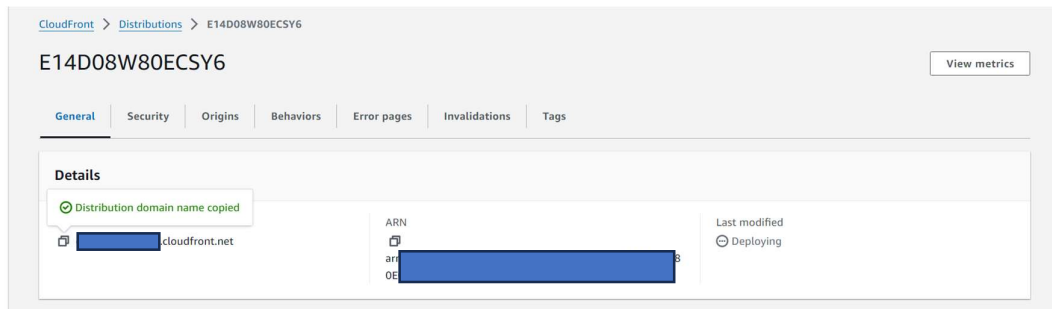 CloudFront > Distributions > E14D08W80ECSY6
E14D08W80ECSY6
View metrics
General Security Origins Behaviors Error pages Invalidations Tags
Details
Distribution domain name copied
.cloudfront.net
ARN
arn
8
0E
Last modified
Deploying